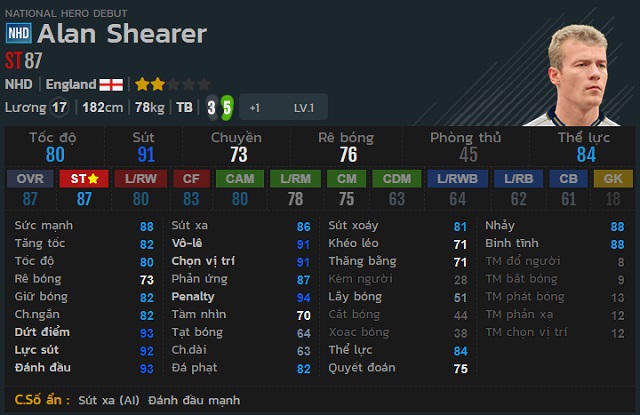 NATIONAL HERO DEBUT
NHD Alan Shearer
ST 87
NHD England
Lương 17 182cm 78kg TB 3 5 +1 LV.1
Tốc độ Sút Chuyền Rê bóng Phòng thủ Thể lực
80 91 73 76 45 84
OVR ST L/RW CF CAM L/RM CM CDM L/RWB L/RB CB GK
87 87 80 83 80 78 75 63 64 62 61 18
Sức mạnh 88 Sút xa 86 Sút xoáy 81 Nhảy 88
Tăng tốc 82 Vô-lê 91 Khéo léo 71 Bình tĩnh 88
Tốc độ 80 Chọn vị trí 91 Thăng bằng 71 TM đổ người 8
Rê bóng 73 Phản ứng 87 Kèm người 28 TM bắt bóng 9
Giữ bóng 82 Penalty 94 Lấy bóng 51 TM phát bóng 13
Ch.ngắn 82 Tầm nhìn 70 Cắt bóng 44 TM phản xạ 12
Dứt điểm 93 Tạt bóng 64 Xoạc bóng 38 TM chọn vị trí 12
Lực sút 92 Ch.dài 63 Thể lực 84
Đánh đầu 93 Đá phạt 82 Quyết đoán 75
C.Số ẩn : Sút xa (AI) Đánh đầu mạnh